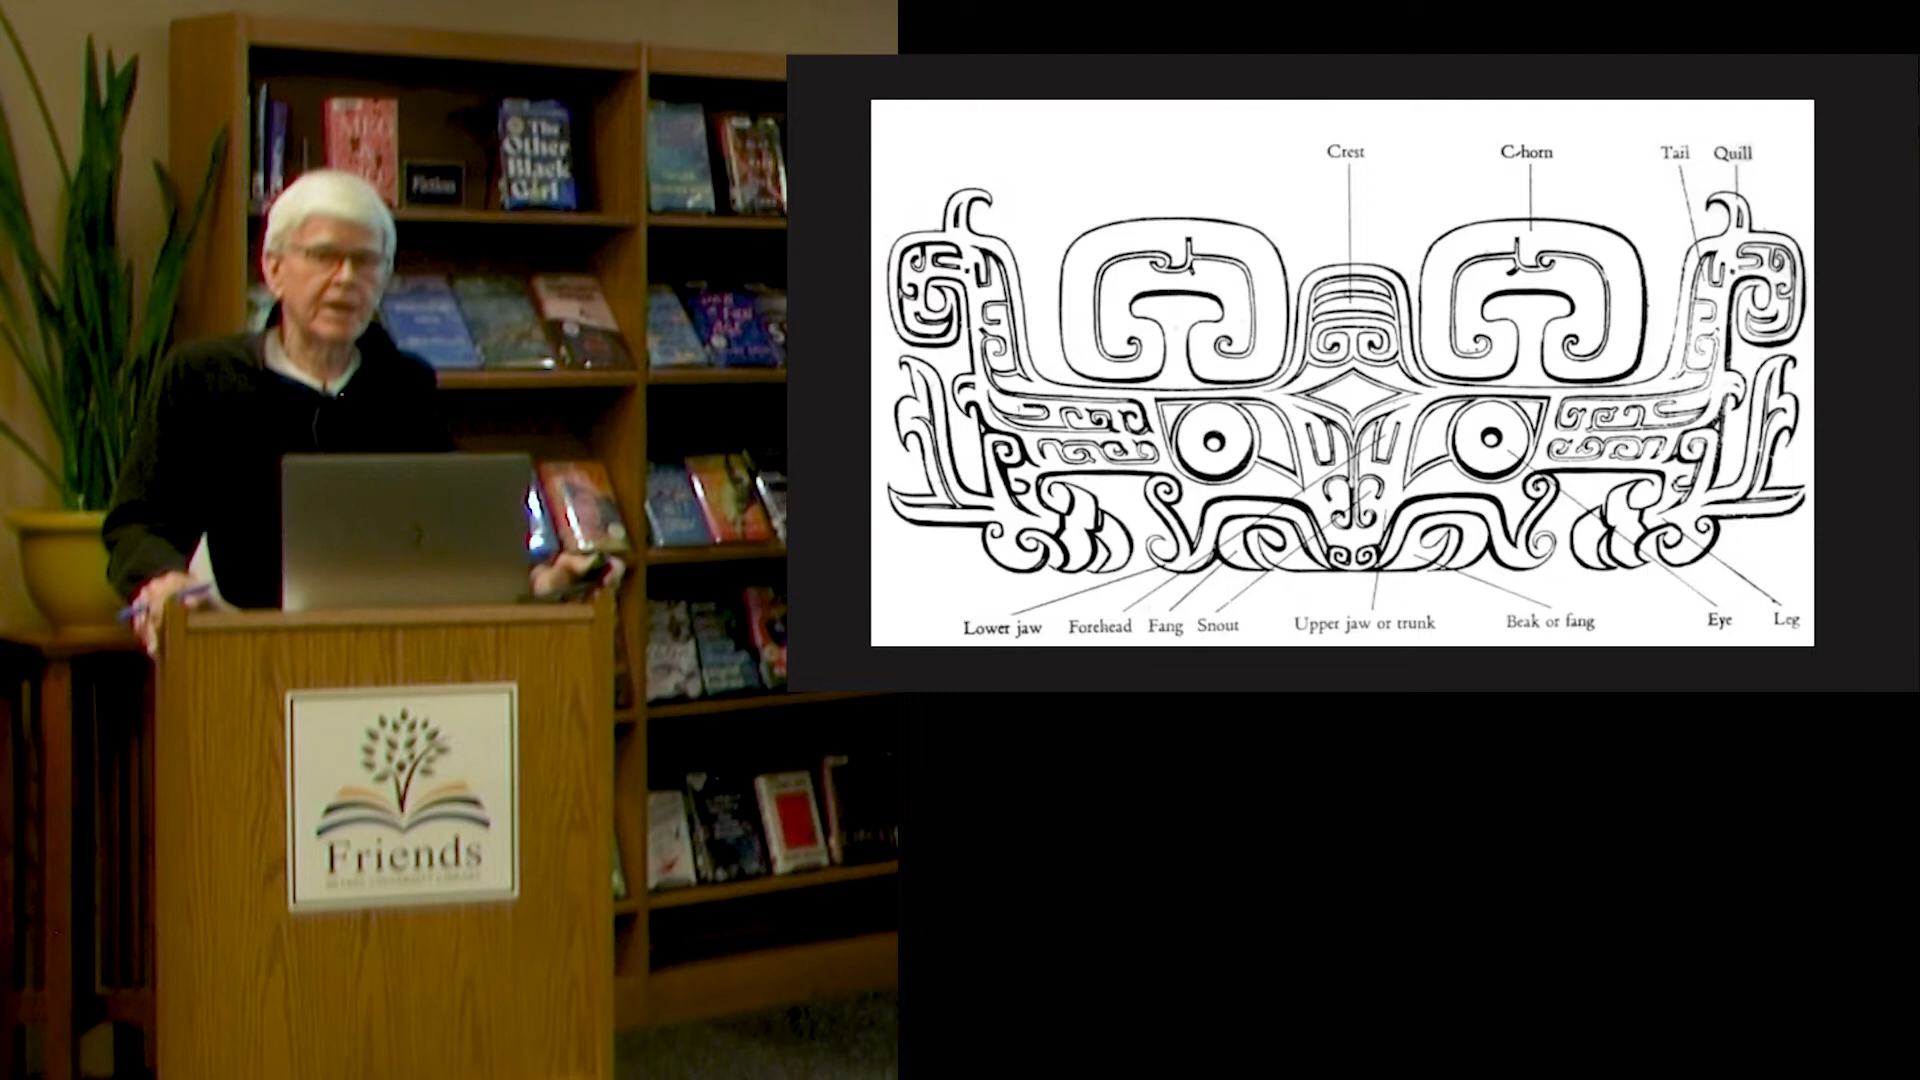 MEG
Fiction
The
Other
Black
Girl
Friends
Crest
C-horn
Tail
Quill
Lower jaw
Forehead
Fang
Snout
Upper jaw or trunk
Beak or fang
Eye
Leg